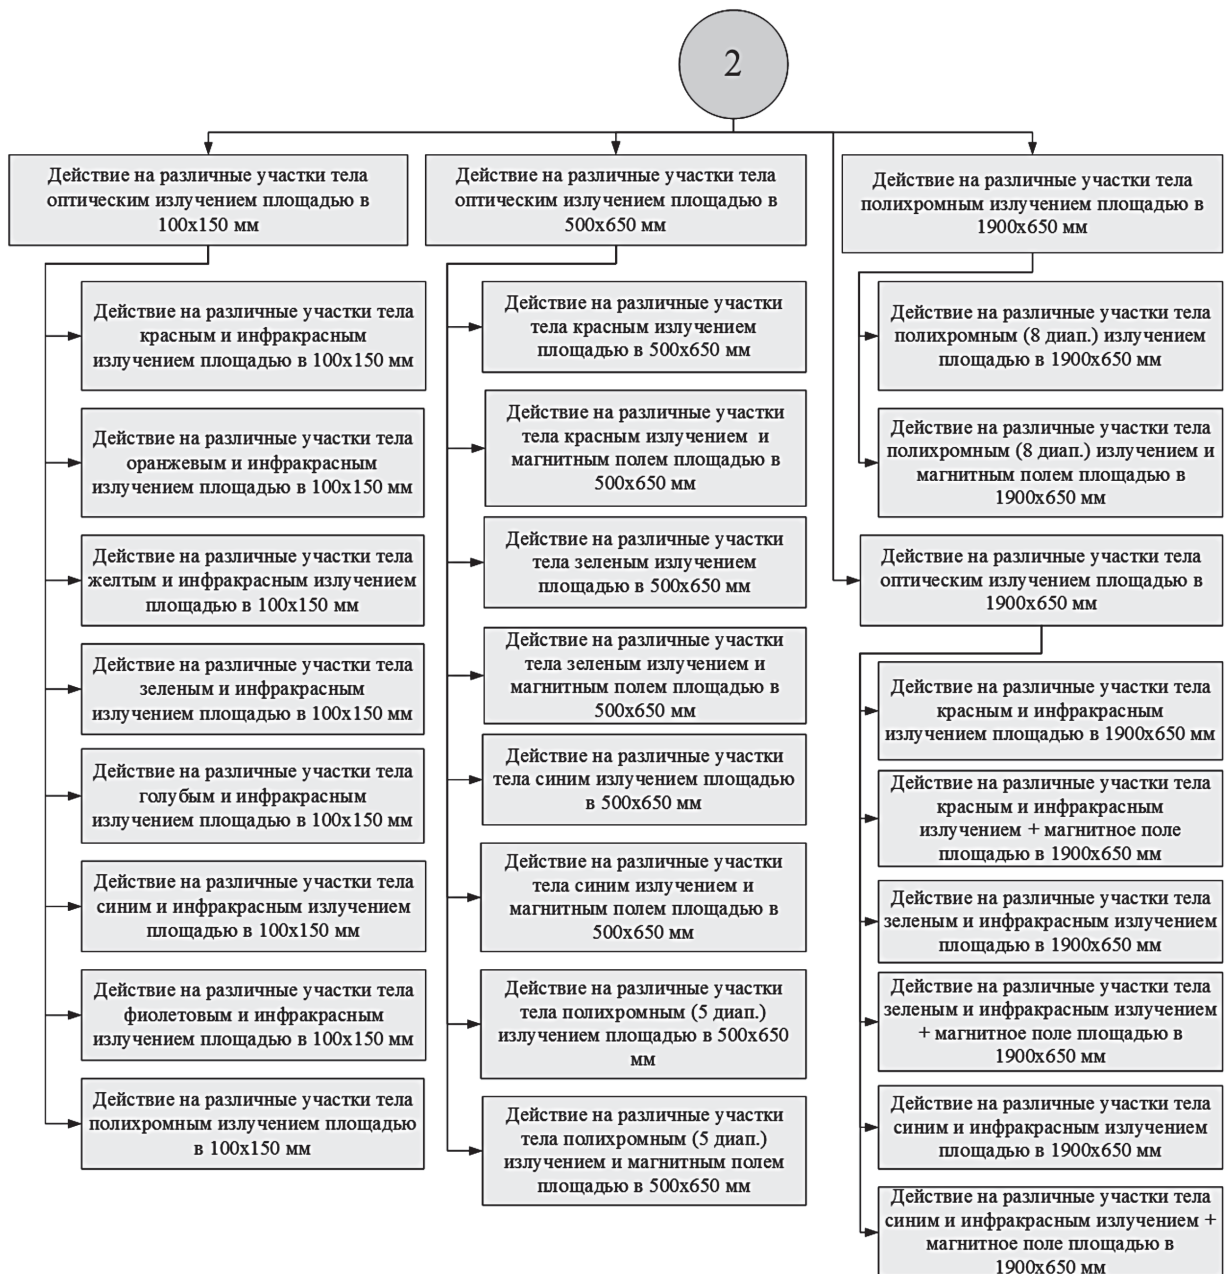 2
Действие на различные участки тела
оптическим излучением площадью в
100x150 мм
Действие на различные участки тела
красным и инфракрасным
излучением площадью в 100x150 мм
Действие на различные участки тела
оранжевым и инфракрасным
излучением площадью в 100x150 мм
Действие на различные участки тела
желтым и инфракрасным излучением
площадью в 100x150 мм
Действие на различные участки тела
зеленым и инфракрасным
излучением площадью в 100x150 мм
Действие на различные участки тела
голубым и инфракрасным
излучением площадью в 100x150 мм
Действие на различные участки тела
синим и инфракрасным излучением
площадью в 100x150 мм
Действие на различные участки тела
фиолетовым и инфракрасным
излучением площадью в 100x150 мм
Действие на различные участки тела
полихромным излучением площадью
в 100x150 мм
Действие на различные участки тела
оптическим излучением площадью в
500x650 мм
Действие на различные участки
тела красным излучением
площадью в 500x650 мм
Действие на различные участки
тела красным излучением и
магнитным полем площадью в
500x650 мм
Действие на различные участки
тела зеленым излучением
площадью в 500x650 мм
Действие на различные участки
тела зеленым излучением и
магнитным полем площадью в
500x650 мм
Действие на различные участки
тела синим излучением площадью
в 500x650 мм
Действие на различные участки
тела синим излучением и
магнитным полем площадью в
500x650 мм
Действие на различные участки
тела полихромным (5 диап.)
излучением площадью в 500x650
мм
Действие на различные участки
тела полихромным (5 диап.)
излучением и магнитным полем
площадью в 500x650 мм
Действие на различные участки тела
полихромным излучением площадью в
1900x650 мм
Действие на различные участки тела
полихромным (8 диап.) излучением
площадью в 1900x650 мм
Действие на различные участки тела
полихромным (8 диап.) излучением и
магнитным полем площадью в
1900x650 мм
Действие на различные участки тела
оптическим излучением площадью в
1900x650 мм
Действие на различные участки тела
красным и инфракрасным
излучением площадью в 1900x650 мм
Действие на различные участки тела
красным и инфракрасным
излучением + магнитное поле
площадью в 1900x650 мм
Действие на различные участки тела
зеленым и инфракрасным излучением
площадью в 1900x650 мм
Действие на различные участки тела
зеленым и инфракрасным излучением
+ магнитное поле площадью в
1900x650 мм
Действие на различные участки тела
синим и инфракрасным излучением
площадью в 1900x650 мм
Действие на различные участки тела
синим и инфракрасным излучением +
магнитное поле площадью в
1900x650 мм